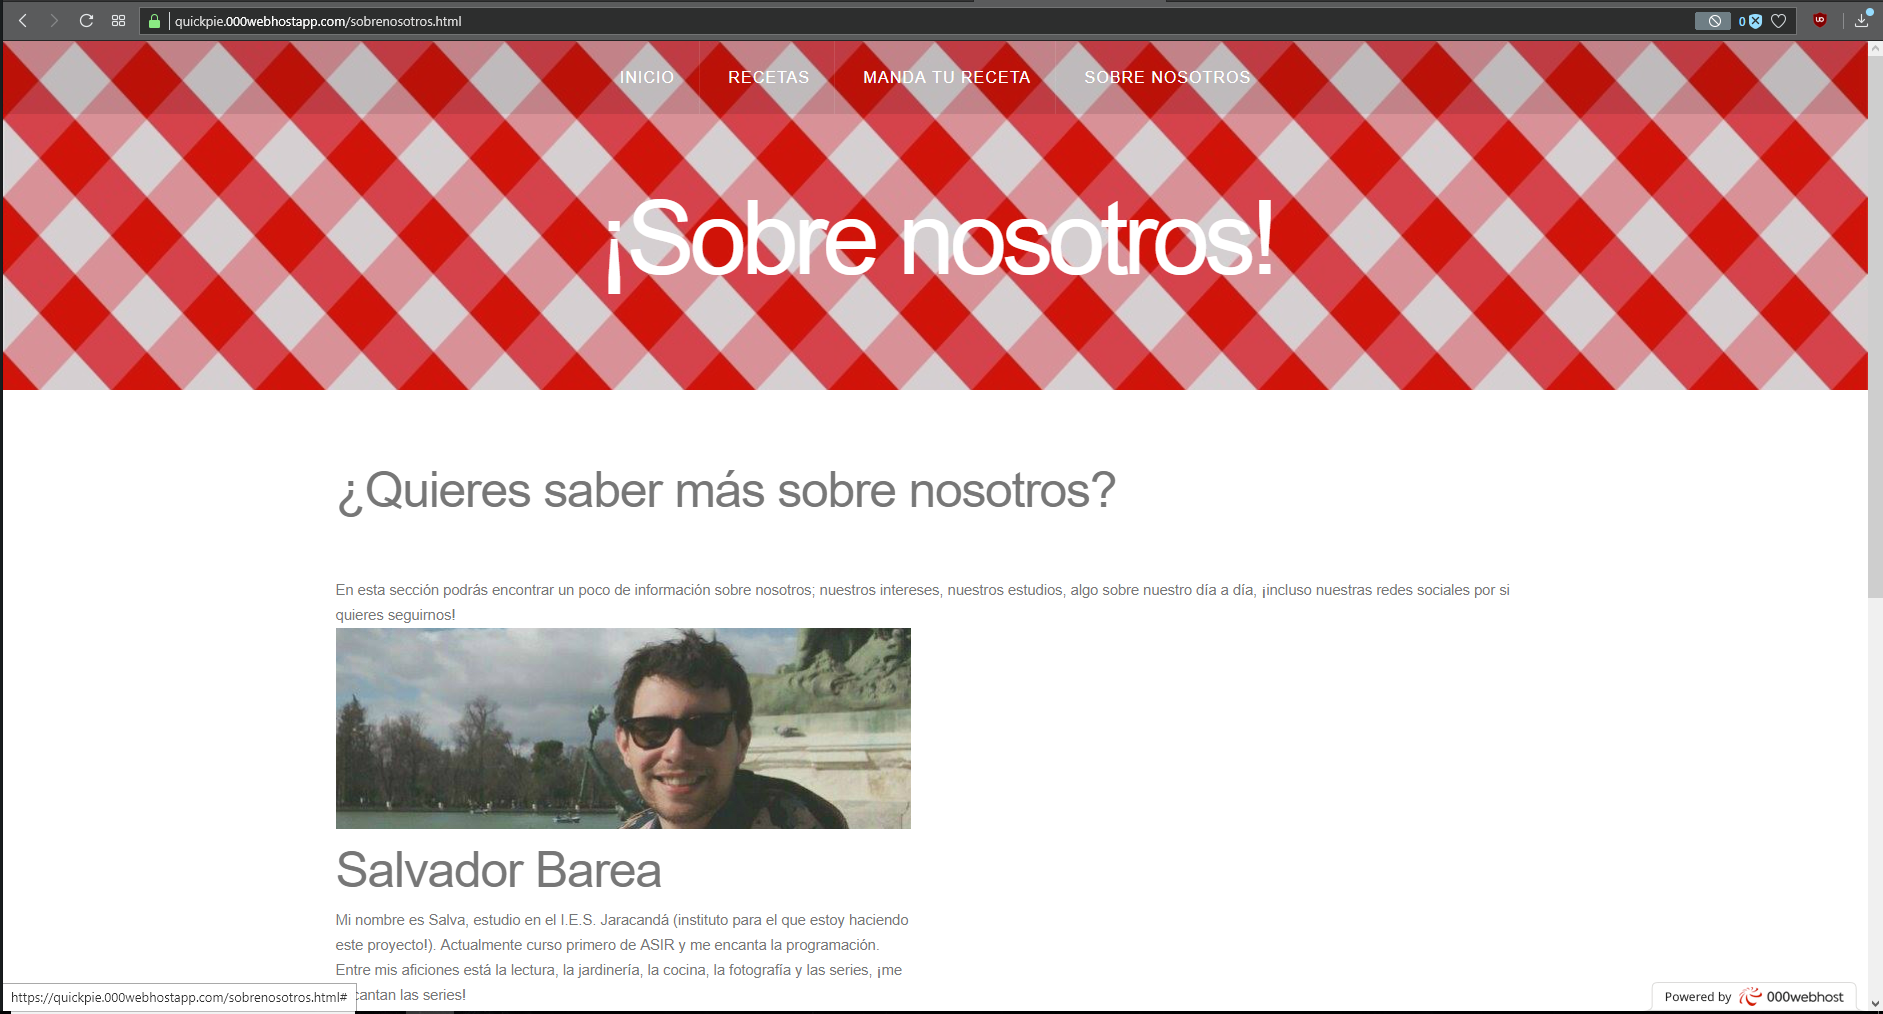 quickpie.000webhostapp.com/sobrenosotros.html
0
INICIO
RECETAS
MANDA TU RECETA
SOBRE NOSOTROS
¡Sobre nosotros!
¿Quieres saber más sobre nosotros?
En esta sección podrás encontrar un poco de información sobre nosotros; nuestros intereses, nuestros estudios, algo sobre nuestro día a día, ¡incluso nuestras redes sociales por si
quieres seguirnos!
Salvador Barea
Mi nombre es Salva, estudio en el I.E.S. Jaracandá (instituto para el que estoy haciendo
este proyecto!). Actualmente curso primero de ASIR y me encanta la programación.
Entre mis aficiones está la lectura, la jardinería, la cocina, la fotografía y las series, ¡me
cantan las series!
https://quickpie.000webhostapp.com/sobrenosotros.html#
Powered by 000webhost